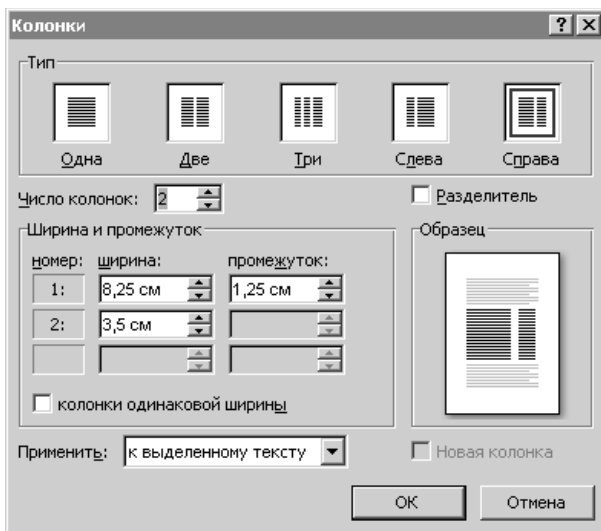 Колонки
Тип
Одна Две Три Слева Справа
Число колонок: 2 Разделитель
Ширина и промежуток Образец
номер: ширина: промежуток:
1: 8,25 см 1,25 см
2: 3,5 см
колонки одинаковой ширины
Применить: к выделенному тексту Новая колонка
ОК Отмена